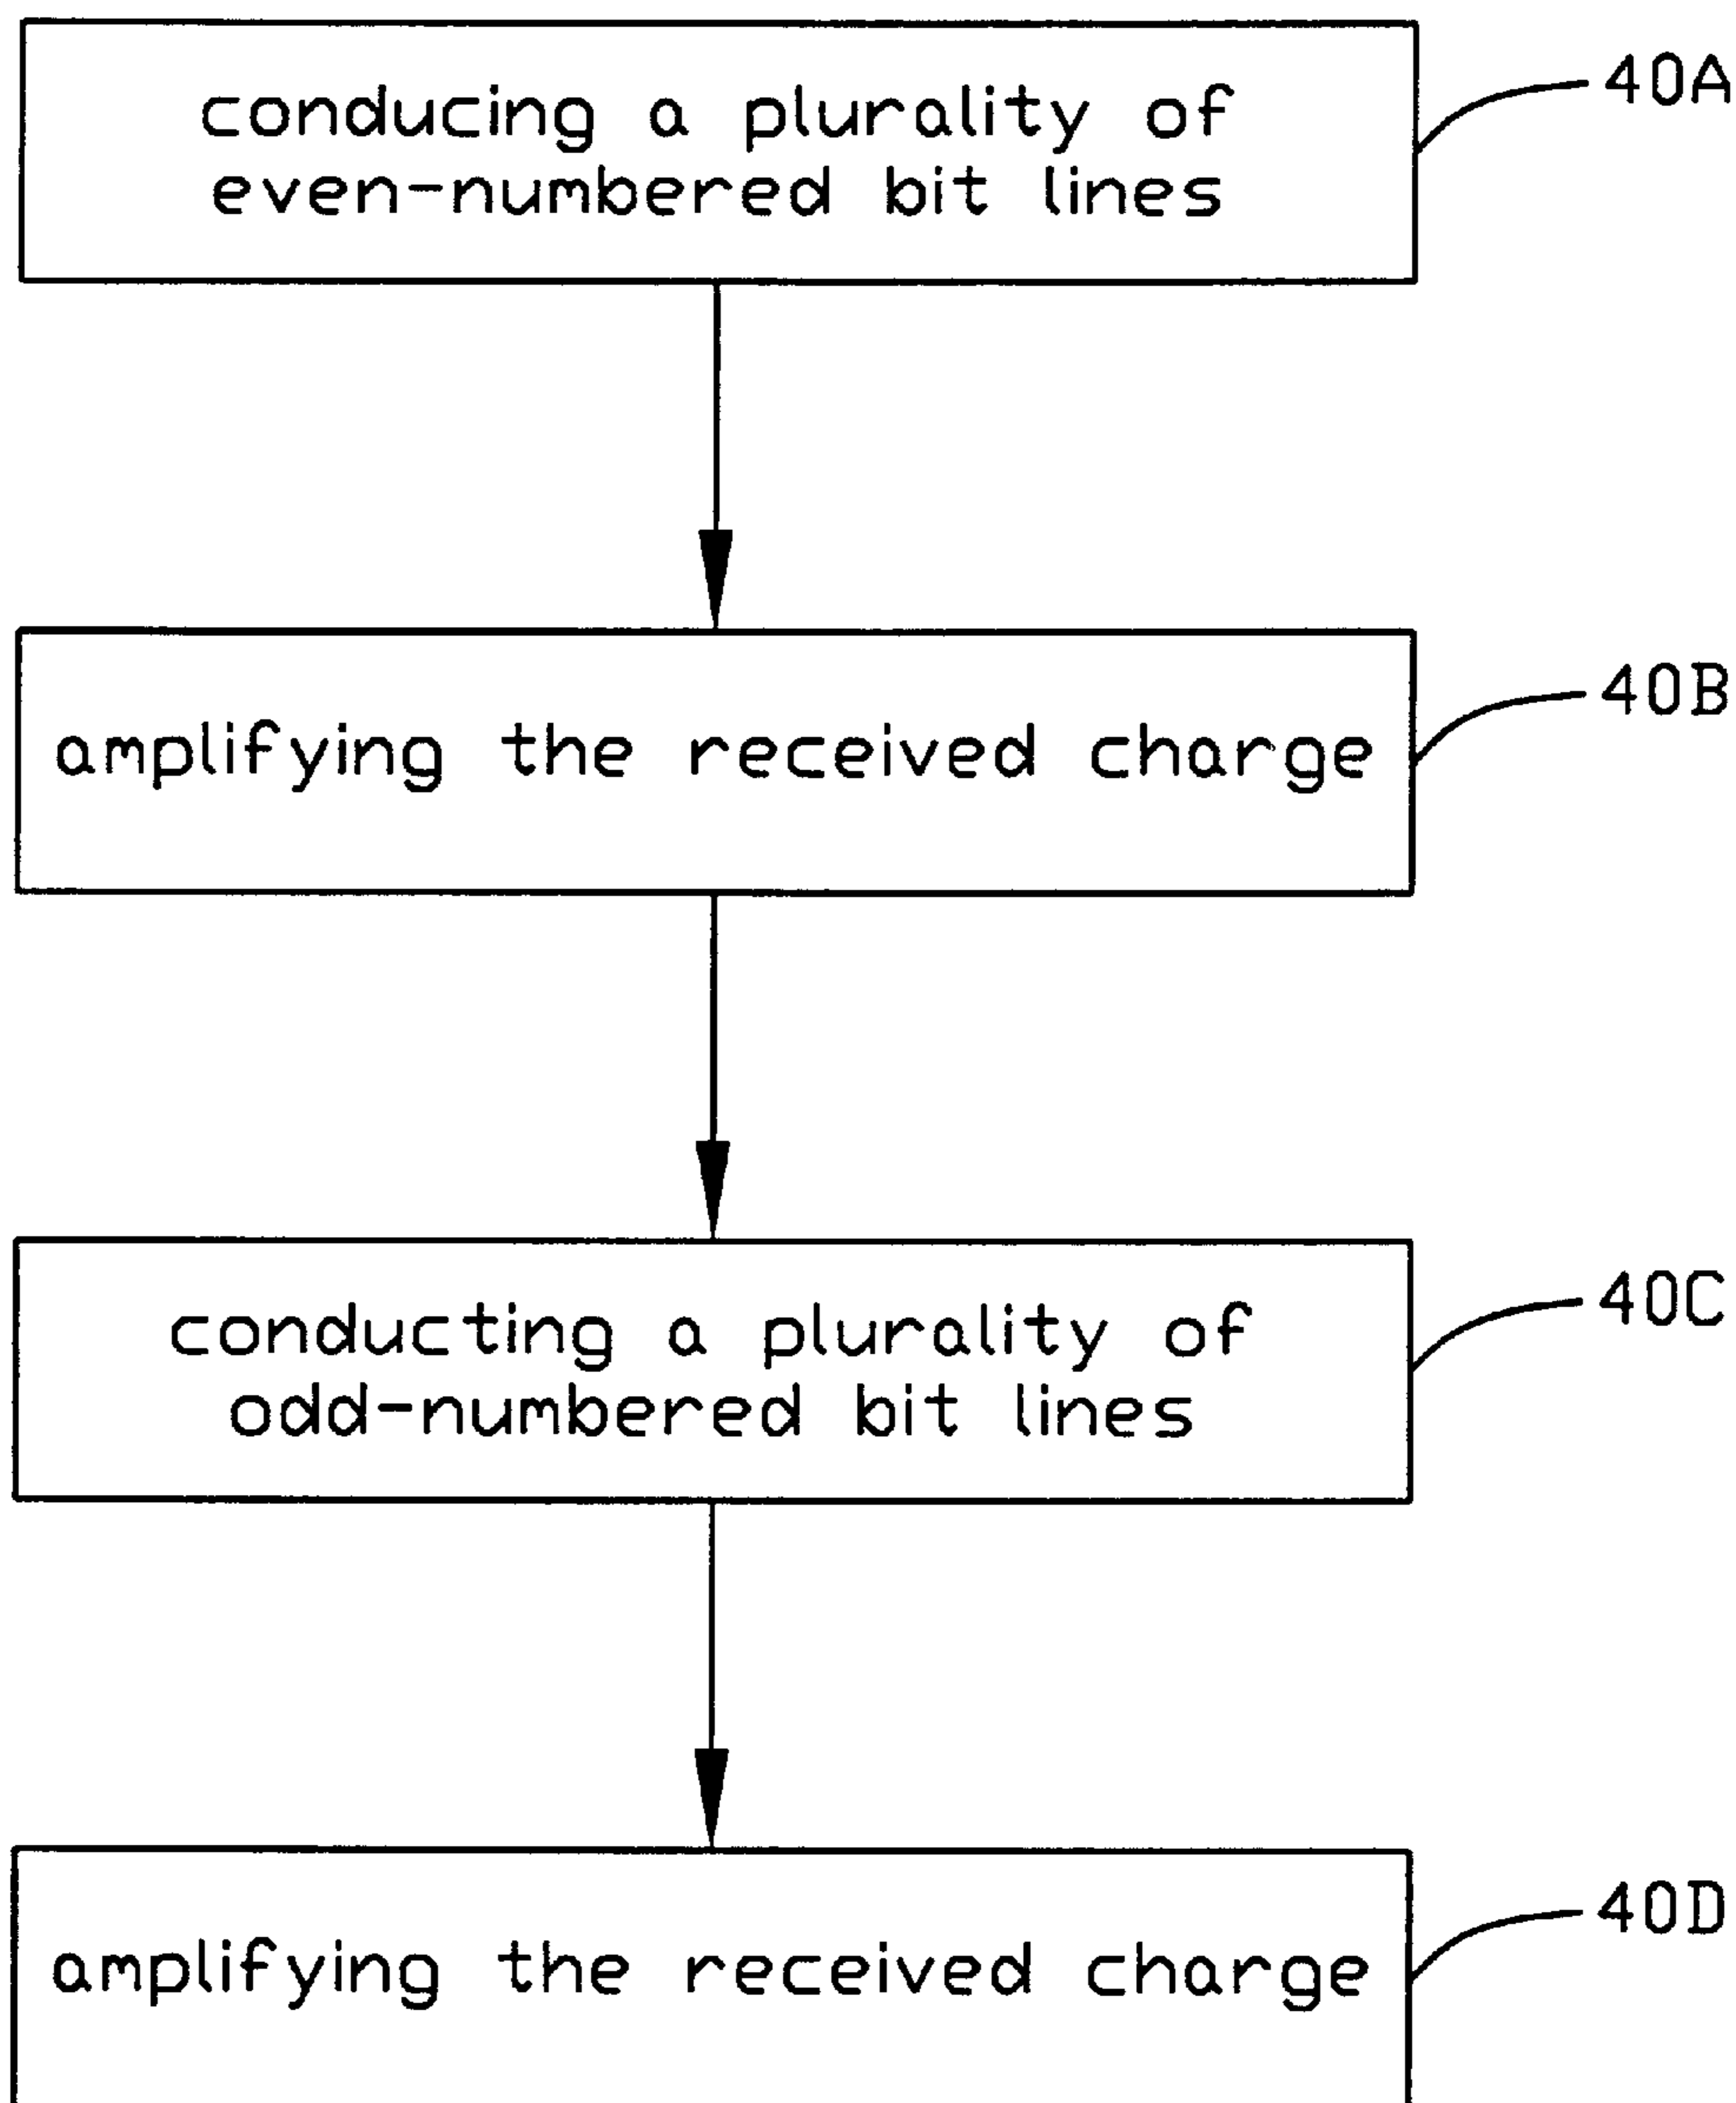 conducing a plurality of
even-numbered bit lines
40A
amplifying the received charge
40B
conducting a plurality of
odd-numbered bit lines
40C
amplifying the received charge
40D